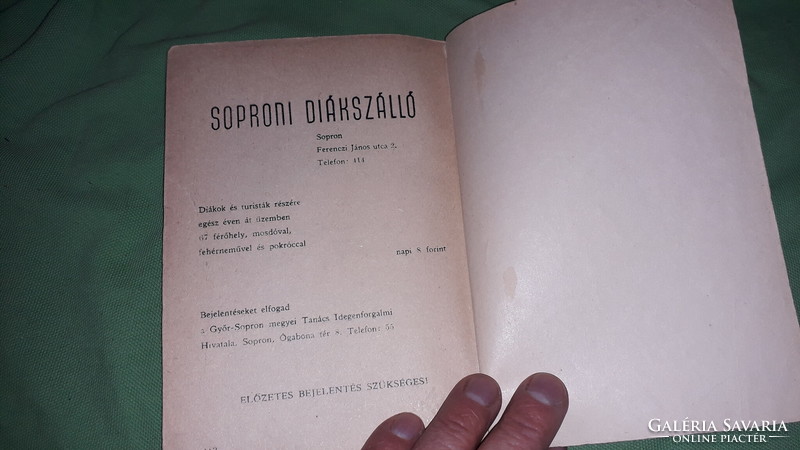 SOPRONI DIÁKSZÁLLÓ
Sopron
Ferenczi János utca 2.
Telefon: 414
Diákok és turisták részére
egész éven át üzemben
67 férőhely, mosdóval,
fehérneművel és pokróccal
napi 8 forint
Bejelentéseket elfogad
a Győr-Sopron megyei Tanács Idegenforgalmi
Hivatala, Sopron, Ógabona tér 8. Telefon: 55
ELŐZETES BEJELENTÉS SZÜKSÉGES!
GALÉRIA SAVARIA
ONLINE PIACTÉR